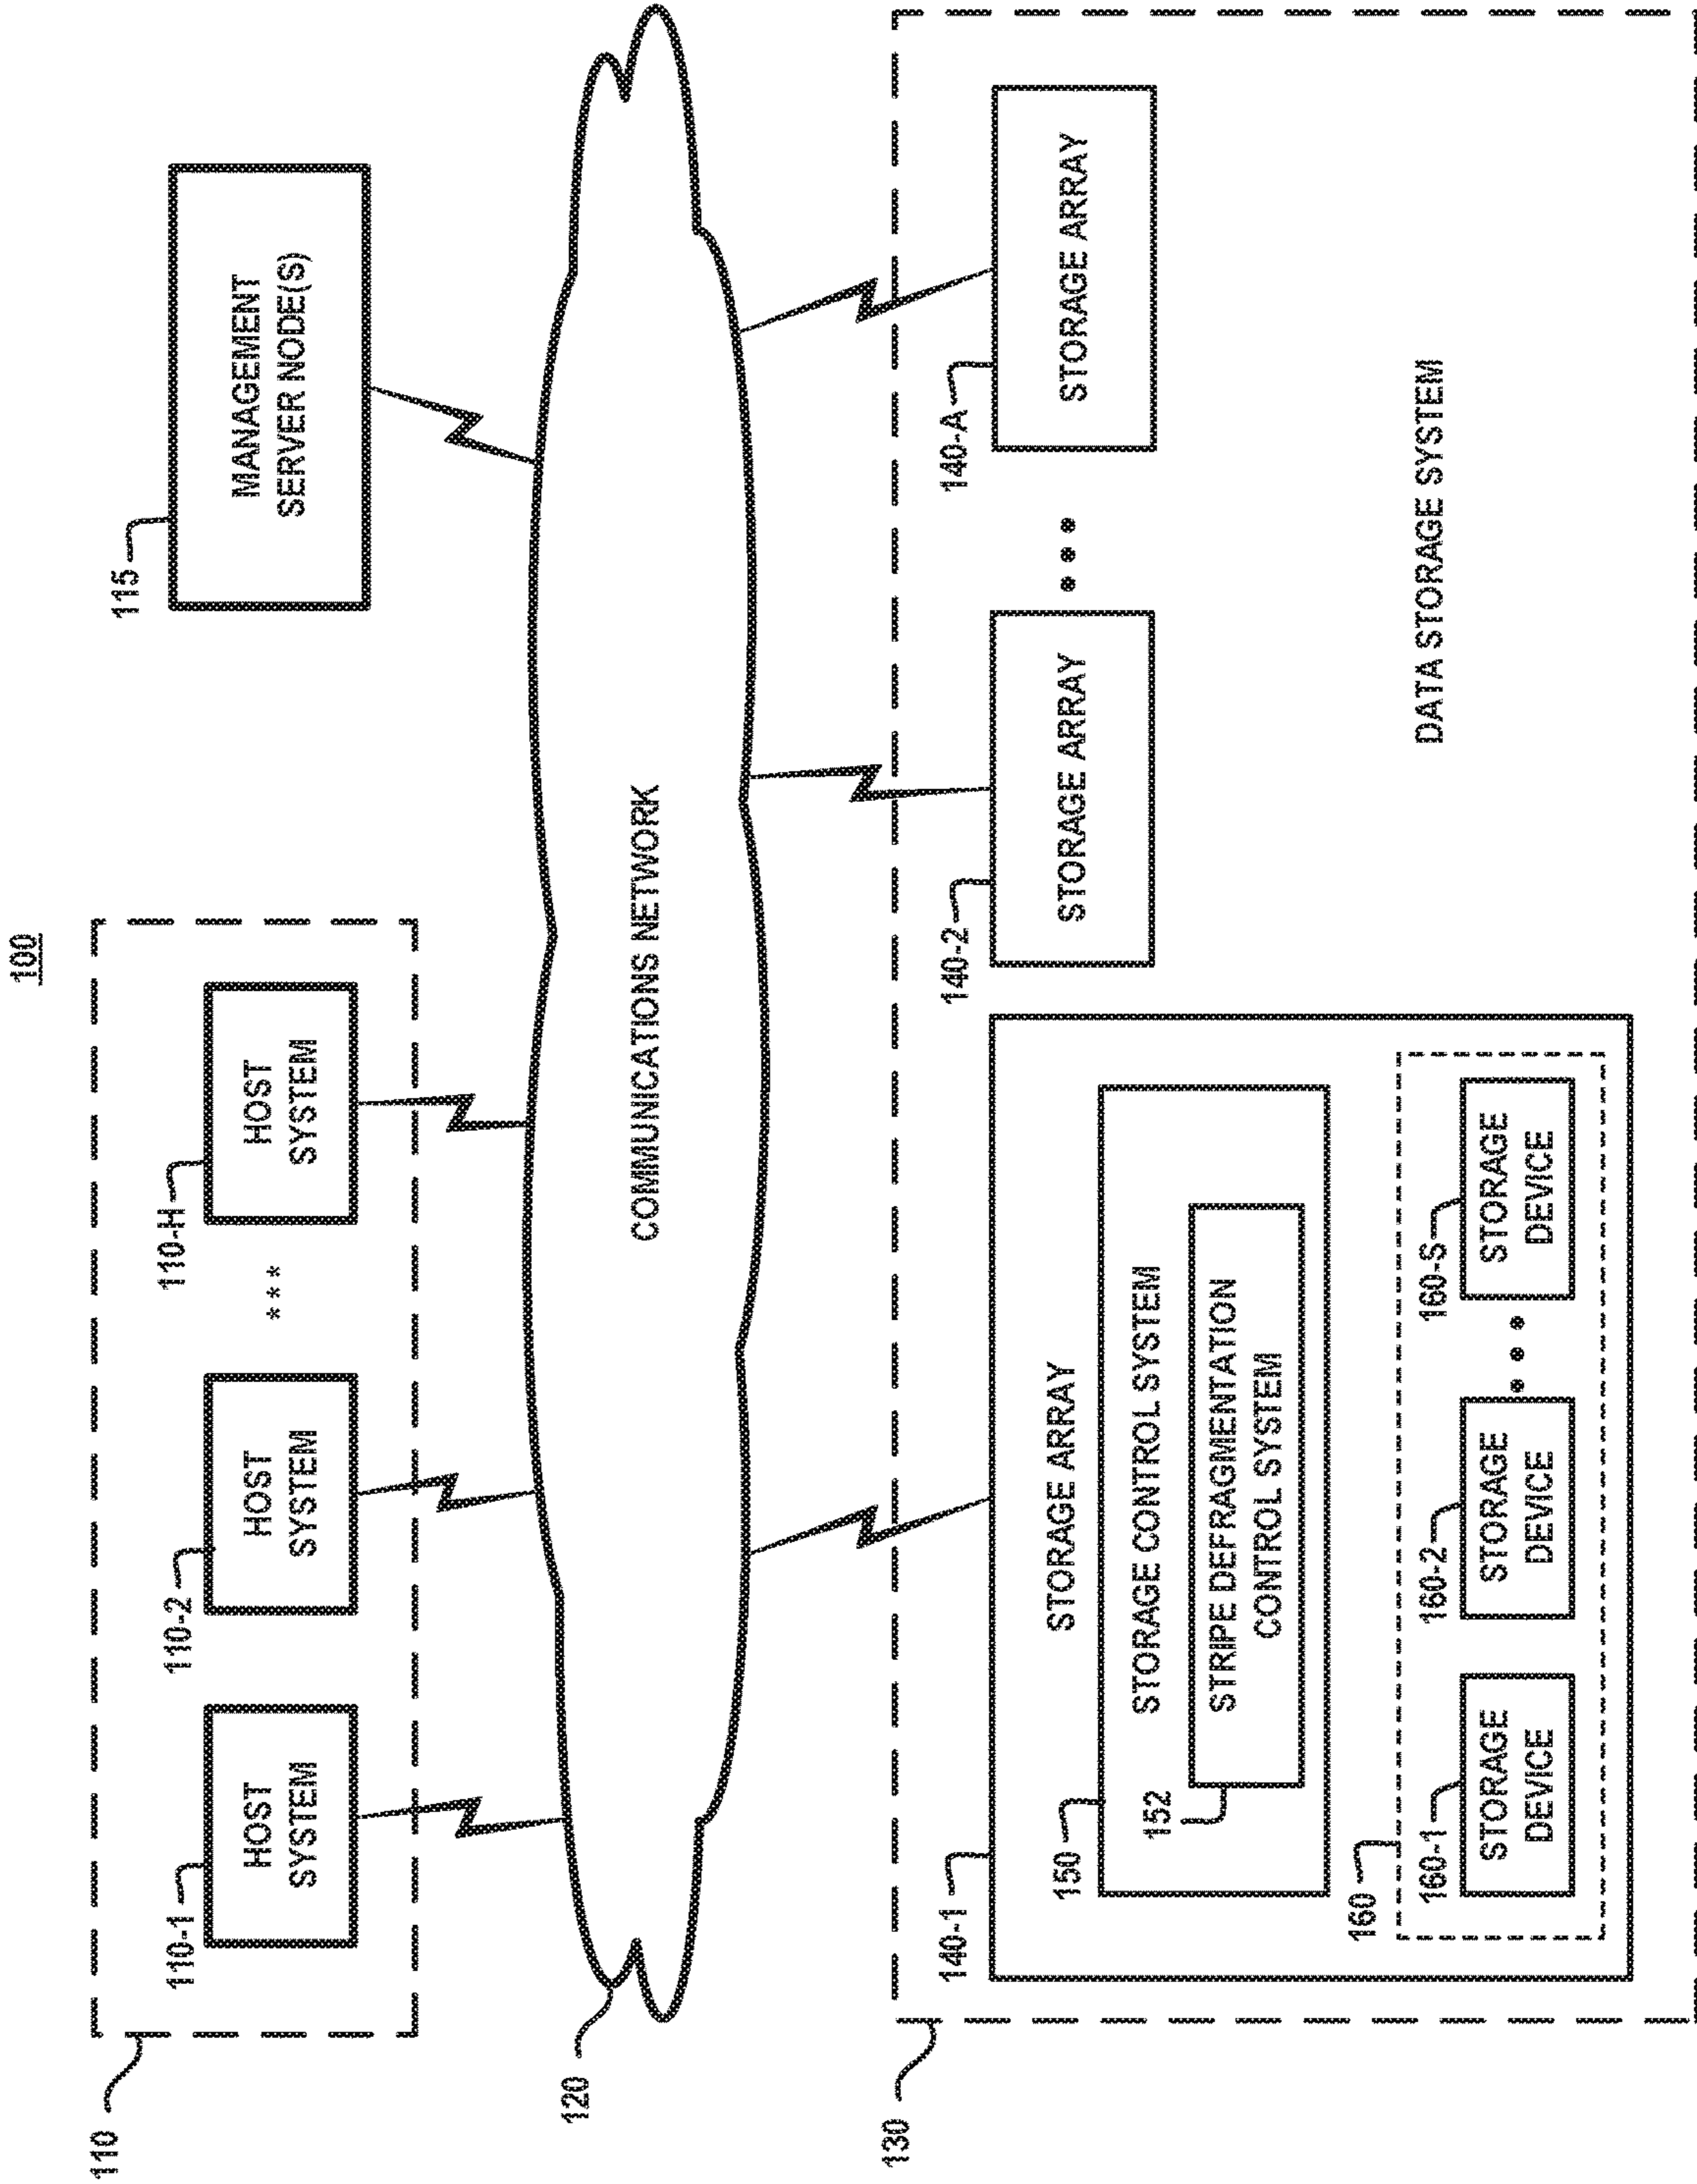 100
110
110-1
HOST
SYSTEM
110-2
HOST
SYSTEM
***
110-H
HOST
SYSTEM
115
MANAGEMENT
SERVER NODE(S)
120
COMMUNICATIONS NETWORK
130
140-1
STORAGE ARRAY
150
STORAGE CONTROL SYSTEM
152
STRIPE DEFRAGMENTATION
CONTROL SYSTEM
160
160-1
STORAGE
DEVICE
160-2
STORAGE
DEVICE
160-S
STORAGE
DEVICE
140-2
STORAGE ARRAY
140-A
STORAGE ARRAY
DATA STORAGE SYSTEM